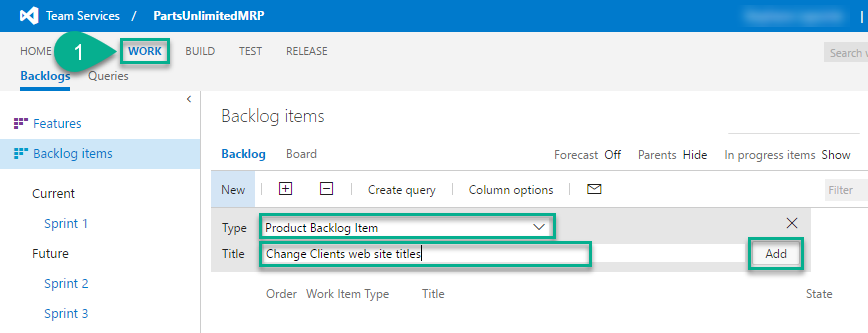 Team Services / PartsUnlimitedMRP
HOME 1 WORK BUILD TEST RELEASE
Search
Backlogs Queries
Features
Backlog items
Current
Sprint 1
Future
Sprint 2
Sprint 3
Backlog items
Backlog Board
Forecast Off Parents Hide In progress items Show
New Create query Column options Filter
Type Product Backlog Item
Title Change Clients web site titles Add
Order Work Item Type Title State